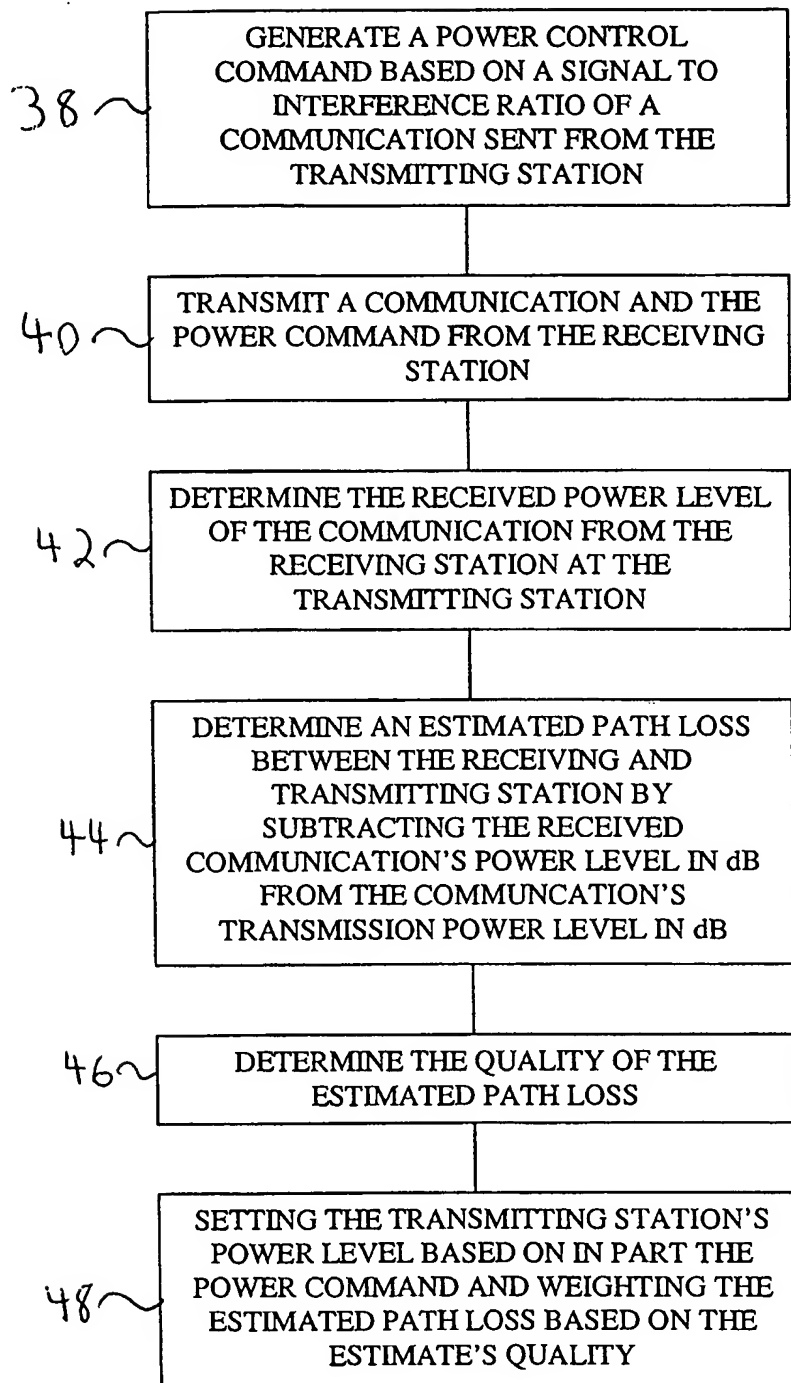 GENERATE A POWER CONTROL
COMMAND BASED ON A SIGNAL TO
INTERFERENCE RATIO OF A
COMMUNICATION SENT FROM THE
TRANSMITTING STATION
38
TRANSMIT A COMMUNICATION AND THE
POWER COMMAND FROM THE RECEIVING
STATION
40
DETERMINE THE RECEIVED POWER LEVEL
OF THE COMMUNICATION FROM THE
RECEIVING STATION AT THE
TRANSMITTING STATION
42
DETERMINE AN ESTIMATED PATH LOSS
BETWEEN THE RECEIVING AND
TRANSMITTING STATION BY
SUBTRACTING THE RECEIVED
COMMUNICATION'S POWER LEVEL IN dB
FROM THE COMMUNCATION'S
TRANSMISSION POWER LEVEL IN dB
44
DETERMINE THE QUALITY OF THE
ESTIMATED PATH LOSS
46
SETTING THE TRANSMITTING STATION'S
POWER LEVEL BASED ON IN PART THE
POWER COMMAND AND WEIGHTING THE
ESTIMATED PATH LOSS BASED ON THE
ESTIMATE'S QUALITY
48